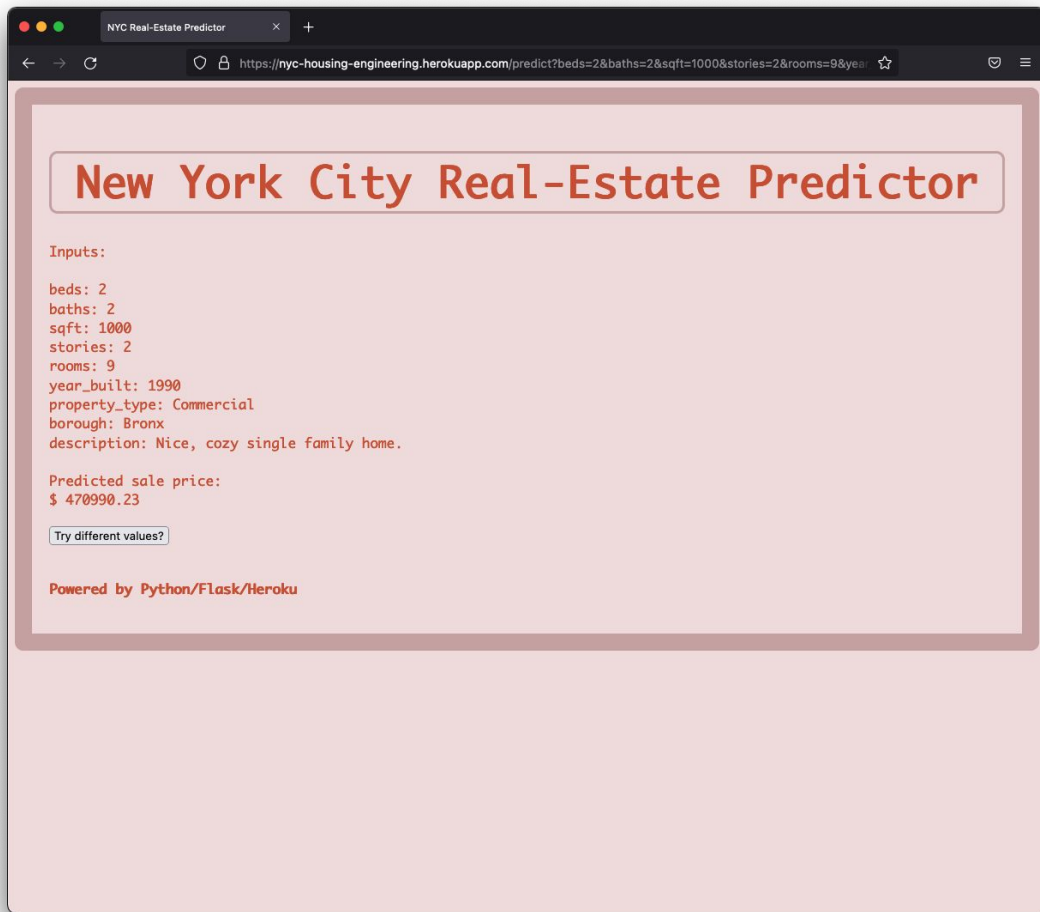 NYC Real-Estate Predictor
https://nyc-housing-engineering.herokuapp.com/predict?beds=2&baths=2&sqft=1000&stories=2&rooms=9&year
New York City Real-Estate Predictor
Inputs:
beds: 2
baths: 2
sqft: 1000
stories: 2
rooms: 9
year_built: 1990
property_type: Commercial
borough: Bronx
description: Nice, cozy single family home.
Predicted sale price:
$ 470990.23
Try different values?
Powered by Python/Flask/Heroku